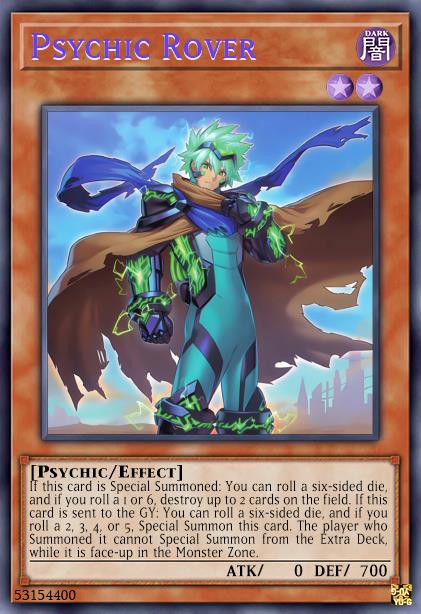 Psychic Rover
DARK
闇
[Psychic/Effect]
If this card is Special Summoned: You can roll a six-sided die,
and if you roll a 1 or 6, destroy up to 2 cards on the field. If this
card is sent to the GY: You can roll a six-sided die, and if you
roll a 2, 3, 4, or 5, Special Summon this card. The player who
Summoned it cannot Special Summon from the Extra Deck,
while it is face-up in the Monster Zone.
ATK/ 0 DEF/ 700
53154400